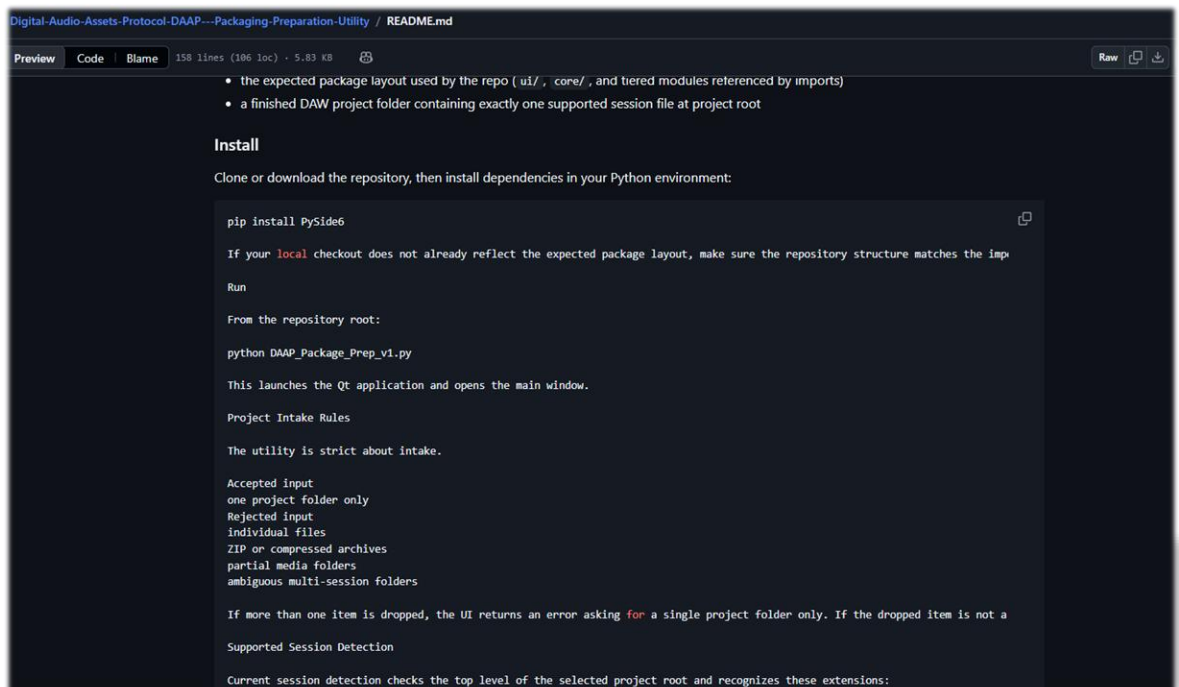 Digital-Audio-Assets-Protocol-DAAP---Packaging-Preparation-Utility / README.md
Preview Code Blame 158 lines (106 loc) · 5.83 KB
Raw
• the expected package layout used by the repo ( ui/ , core/ , and tiered modules referenced by imports)
• a finished DAW project folder containing exactly one supported session file at project root
Install
Clone or download the repository, then install dependencies in your Python environment:
pip install PySide6
If your local checkout does not already reflect the expected package layout, make sure the repository structure matches the
Run
From the repository root:
python DAAP_Package_Prep_v1.py
This launches the Qt application and opens the main window.
Project Intake Rules
The utility is strict about intake.
Accepted input
one project folder only
Rejected input
individual files
ZIP or compressed archives
partial media folders
ambiguous multi-session folders
If more than one item is dropped, the UI returns an error asking for a single project folder only. If the dropped item is not a
Supported Session Detection
Current session detection checks the top level of the selected project root and recognizes these extensions: